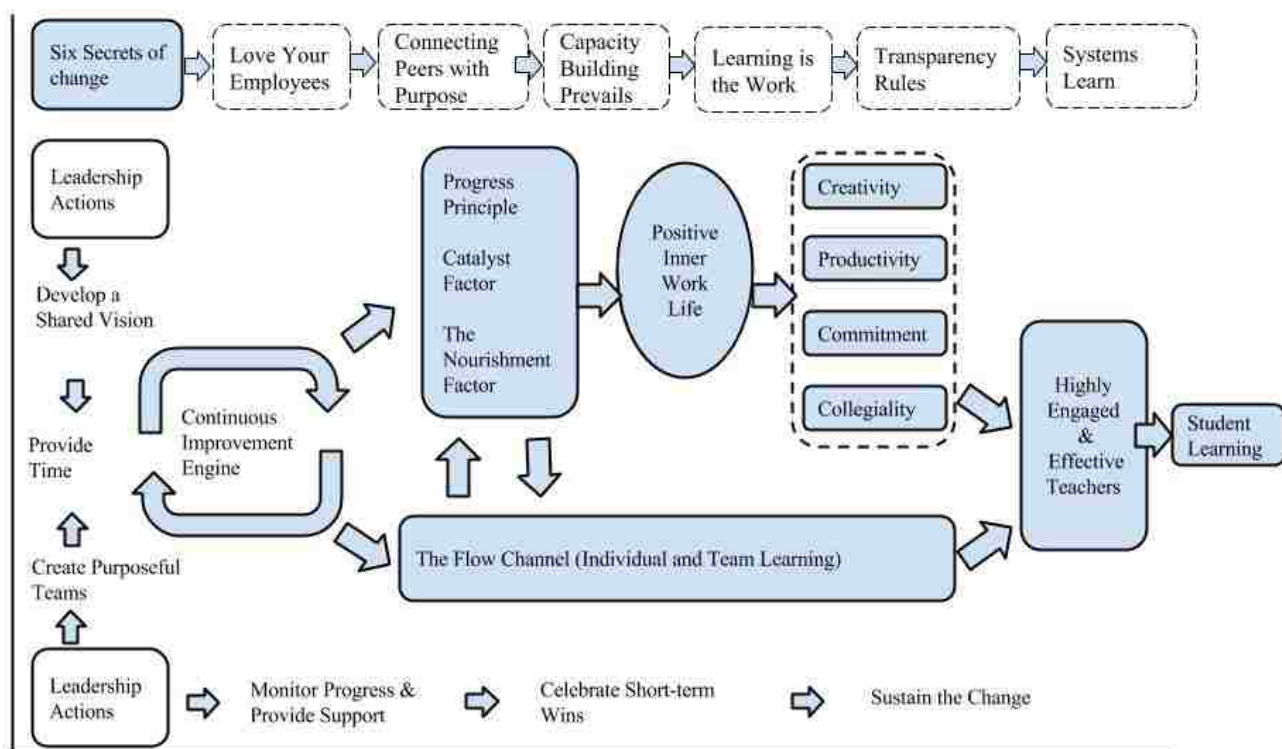 Six Secrets of
change
Love Your
Employees
Connecting
Peers with
Purpose
Capacity
Building
Prevails
Learning is
the Work
Transparency
Rules
Systems
Learn
Leadership
Actions
Develop a
Shared Vision
Provide
Time
Create Purposeful
Teams
Leadership
Actions
Continuous
Improvement
Engine
Progress
Principle
Catalyst
Factor
The
Nourishment
Factor
Positive
Inner
Work
Life
Creativity
Productivity
Commitment
Collegiality
The Flow Channel (Individual and Team Learning)
Highly
Engaged
&
Effective
Teachers
Student
Learning
Monitor Progress &
Provide Support
Celebrate Short-term
Wins
Sustain the Change